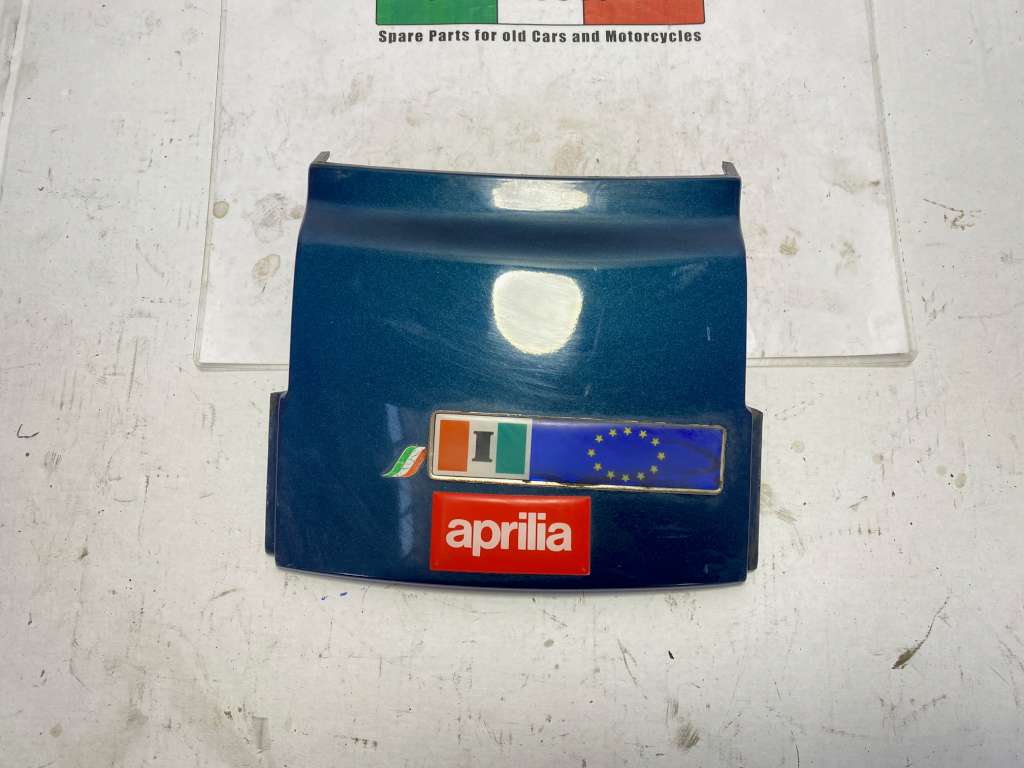 Spare Parts for old Cars and Motorcycles
I
aprilia